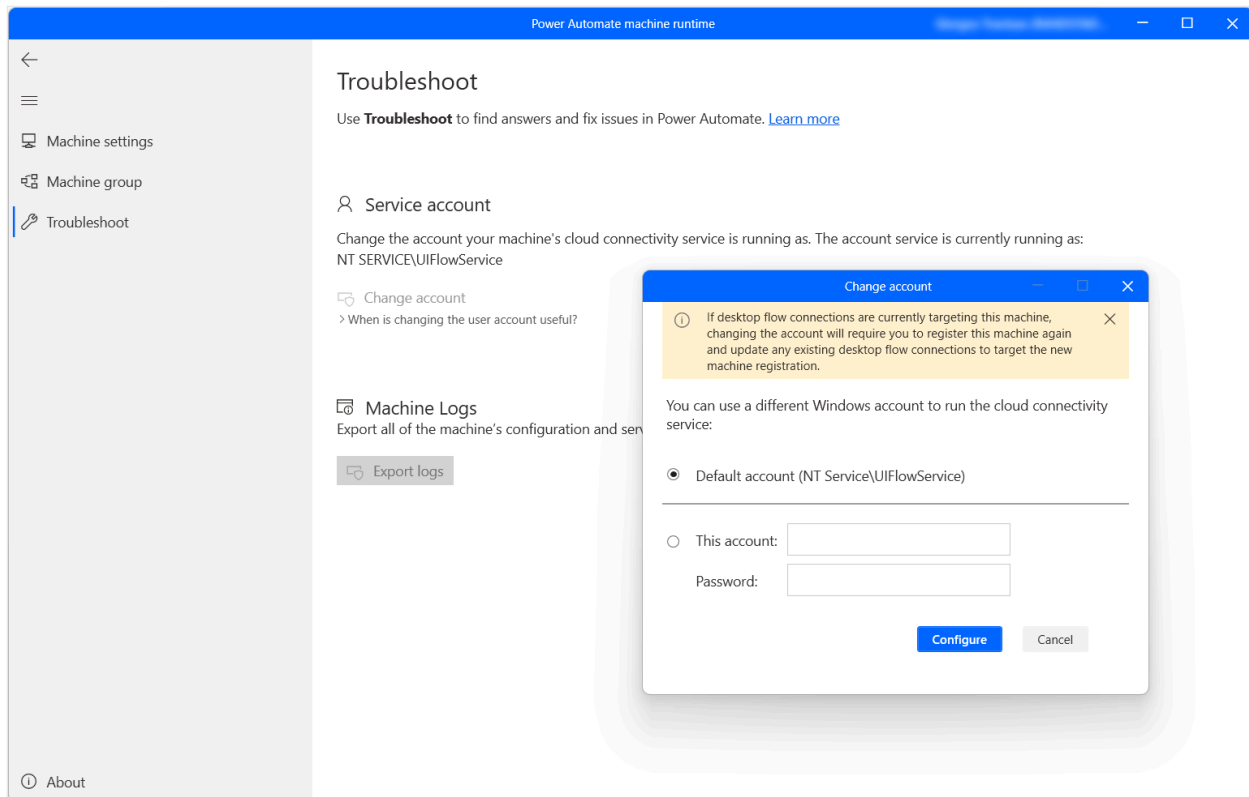 Power Automate machine runtime
Machine settings
Machine group
Troubleshoot
About
Troubleshoot
Use Troubleshoot to find answers and fix issues in Power Automate. Learn more
Service account
Change the account your machine's cloud connectivity service is running as. The account service is currently running as:
NT SERVICE\UIFlowService
Change account
When is changing the user account useful?
Machine Logs
Export all of the machine's configuration and
Export logs
Change account
If desktop flow connections are currently targeting this machine,
changing the account will require you to register this machine again
and update any existing desktop flow connections to target the new
machine registration.
You can use a different Windows account to run the cloud connectivity
service:
Default account (NT Service\UIFlowService)
This account:
Password:
Configure
Cancel